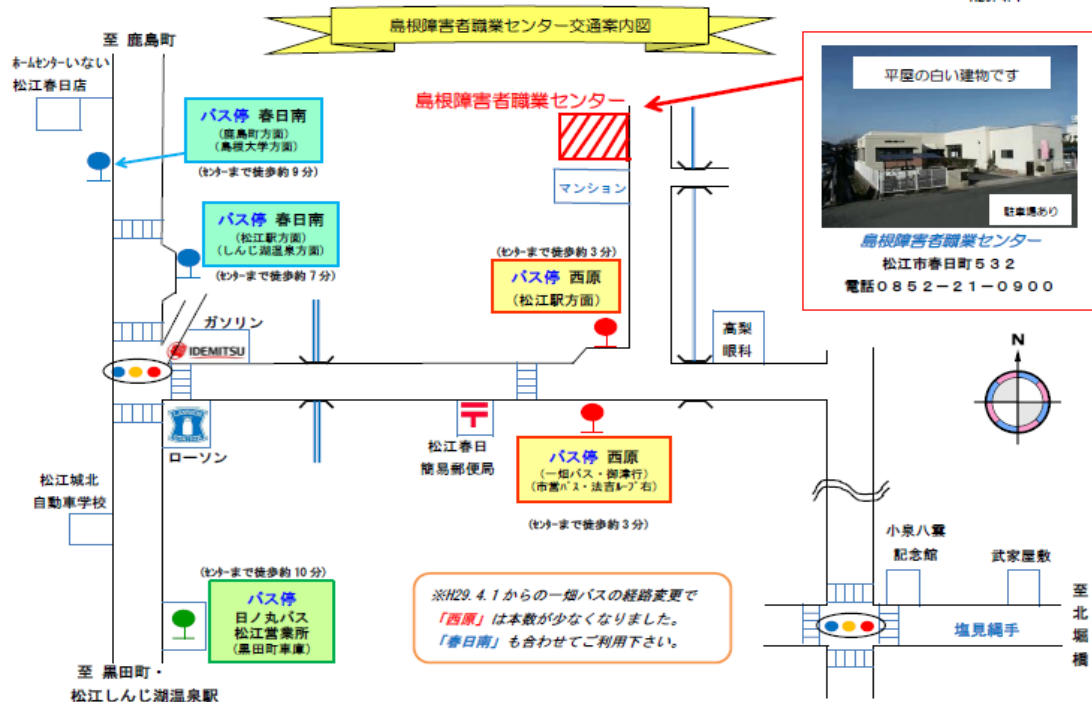 島根障害者職業センター交通案内図
至 鹿島町
ホームセンターいない
松江春日店
バス停 春日南
(鹿島町方面)
(島根大学方面)
(センターまで徒歩約9分)
バス停 春日南
(松江駅方面)
(しんじ湖温泉方面)
(センターまで徒歩約7分)
島根障害者職業センター
マンション
(センターまで徒歩約3分)
バス停 西原
(松江駅方面)
平屋の白い建物です
駐車場あり
島根障害者職業センター
松江市春日町532
電話0852-21-0900
ガソリン
IDEMITSU
高梨
眼科
N
ローソン
松江春日
簡易郵便局
バス停 西原
(一畑バス・御津行)
(市営バス・法吉ループ右)
(センターまで徒歩約3分)
松江城北
自動車学校
(センターまで徒歩約10分)
バス停
日ノ丸バス
松江営業所
(黒田町車庫)
至 黒田町・
松江しんじ湖温泉駅
※H29.4.1からの一畑バスの経路変更で
「西原」は本数が少なくなりました。
「春日南」も合わせてご利用下さい。
小泉八雲
記念館
武家屋敷
塩見縄手
至北堀橋